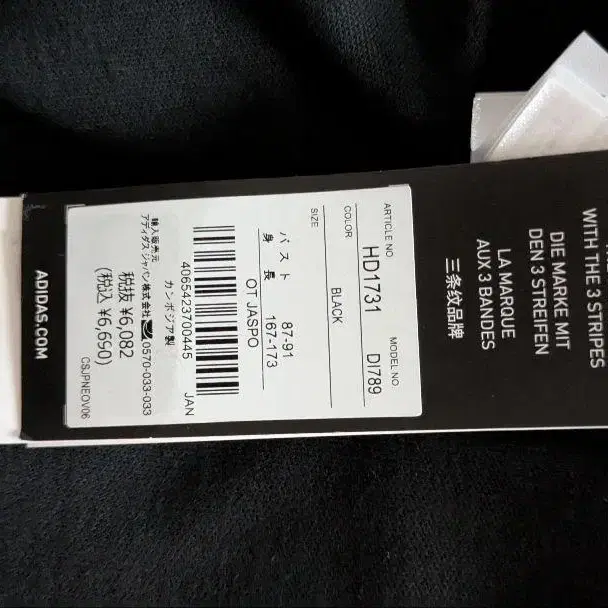 WITH THE 3 STRIPES
DIE MARKE MIT
DEN 3 STREIFEN
LA MARQUE
AUX 3 BANDES
三条纹品牌
ARTICLE NO MODEL NO
HD1731 DI789
COLOR
BLACK
SIZE
バスト 87-91
身長 167-173
OT JASPO
4065423700445 JAN
カンボジア製
輸入販売元
アディダスジャパン株式会社 0570-033-033
税抜 ¥6,082
(税込 ¥6,690)
CSJPNEOV06
ADIDAS.COM